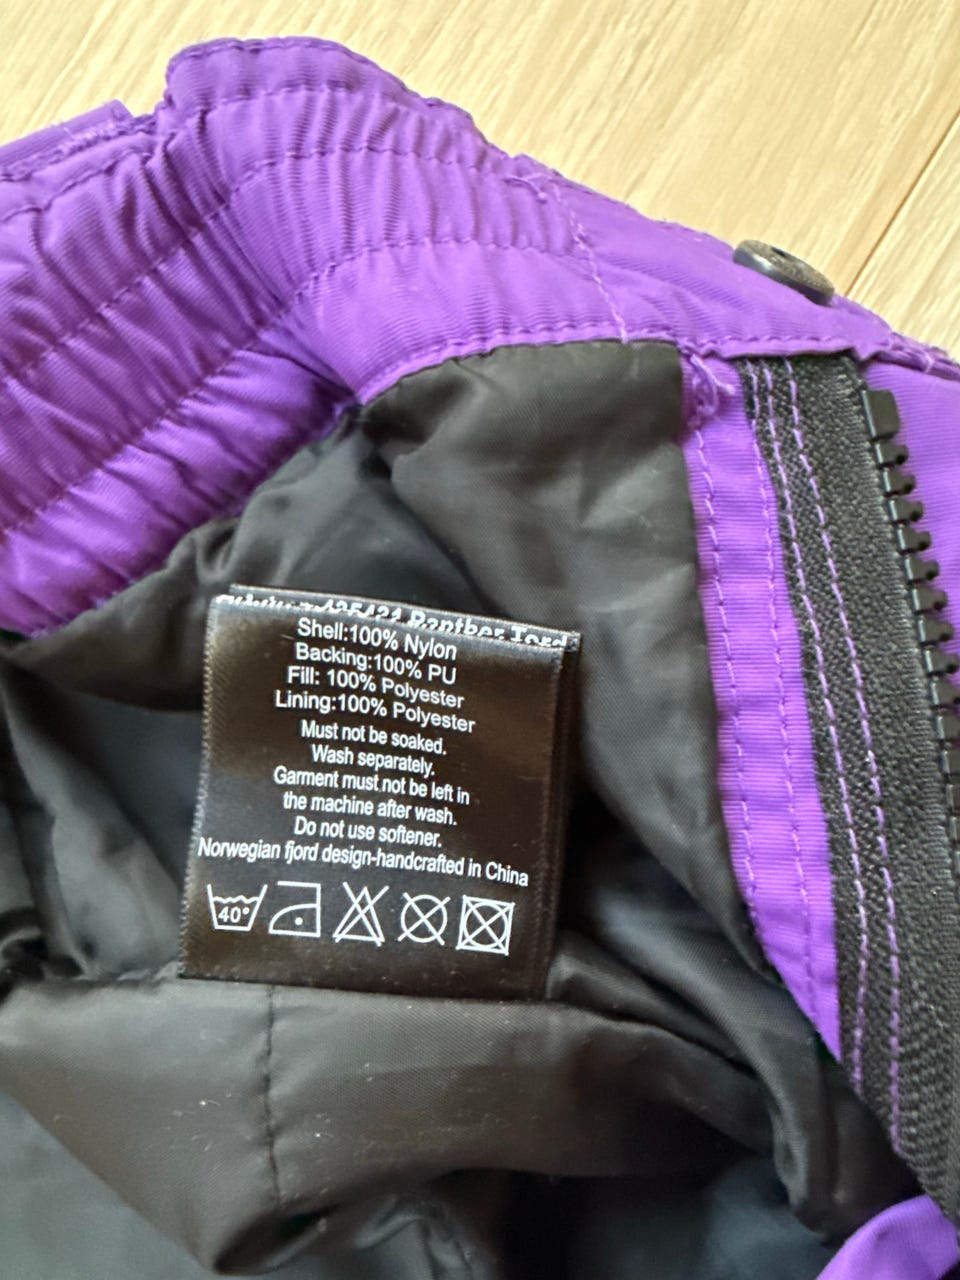 Panther Jord
Shell:100% Nylon
Backing:100% PU
Fill: 100% Polyester
Lining:100% Polyester
Must not be soaked.
Wash separately.
Garment must not be left in
the machine after wash.
Do not use softener.
Norwegian fjord design-handcrafted in China
40°